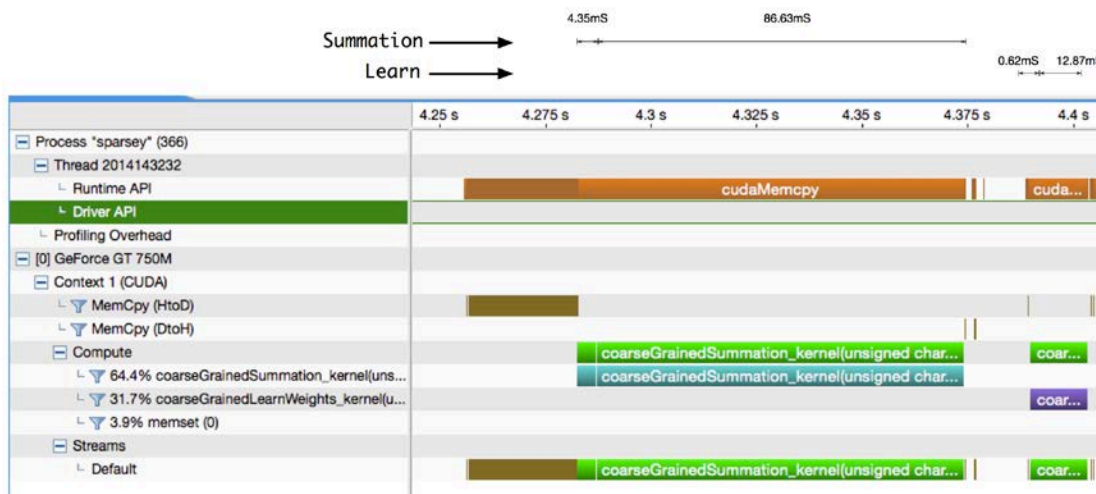 4.35mS 86.63mS
Summation
0.62mS 12.87m
Learn
4.25 s 4.275 s 4.3 s 4.325 s 4.35 s 4.375 s 4.4 s
Process "sparsey" (366)
Thread 2014143232
Runtime API cudaMemcpy cuda...
Driver API
Profiling Overhead
[0] GeForce GT 750M
Context 1 (CUDA)
MemCpy (HtoD)
MemCpy (DtoH)
Compute coarseGrainedSummation_kernel(unsigned char... coar...
64.4% coarseGrainedSummation_kernel(uns... coarseGrainedSummation_kernel(unsigned char...
31.7% coarseGrainedLearnWeights_kernel(u... coar...
3.9% memset (0)
Streams
Default coarseGrainedSummation_kernel(unsigned char... coar...